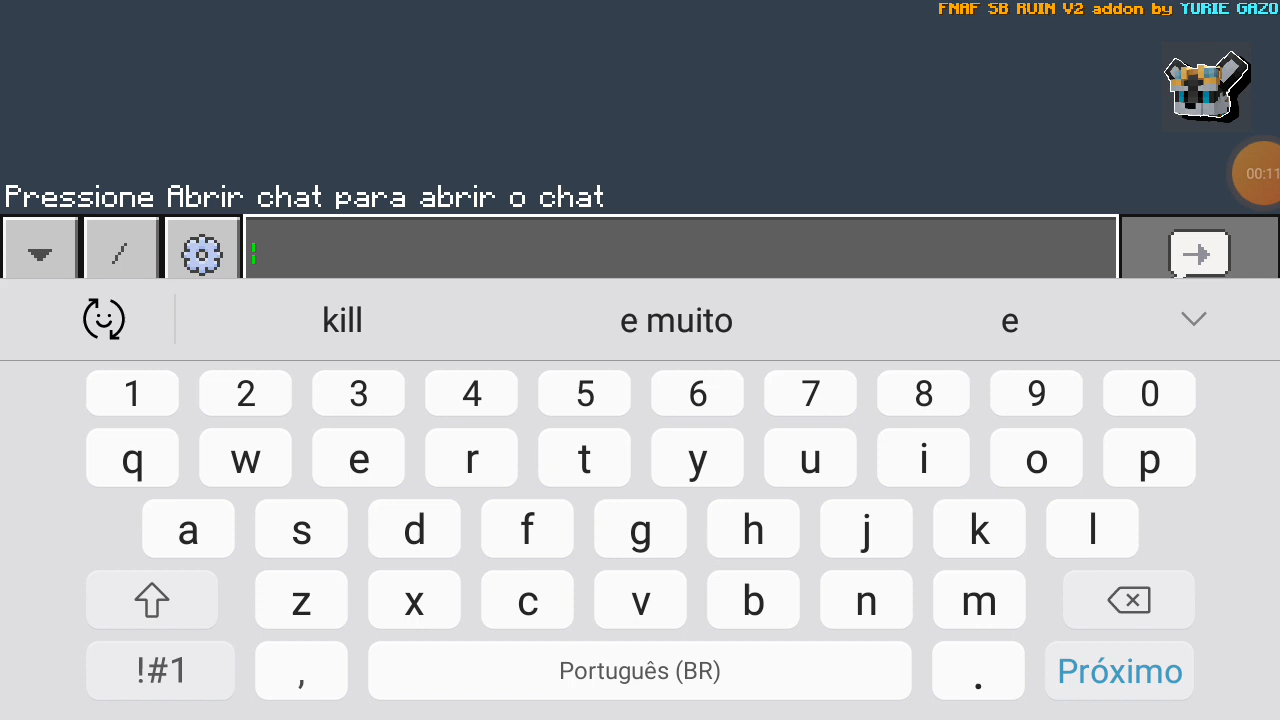 FNAF SB RUIN V2 addon by YURIE GAZO
00:11
Pressione Abrir chat para abrir o chat
/
kill e muito e
1 2 3 4 5 6 7 8 9 0
q w e r t y u i o p
a s d f g h j k l
z x c v b n m
!#1 , Português (BR) . Próximo